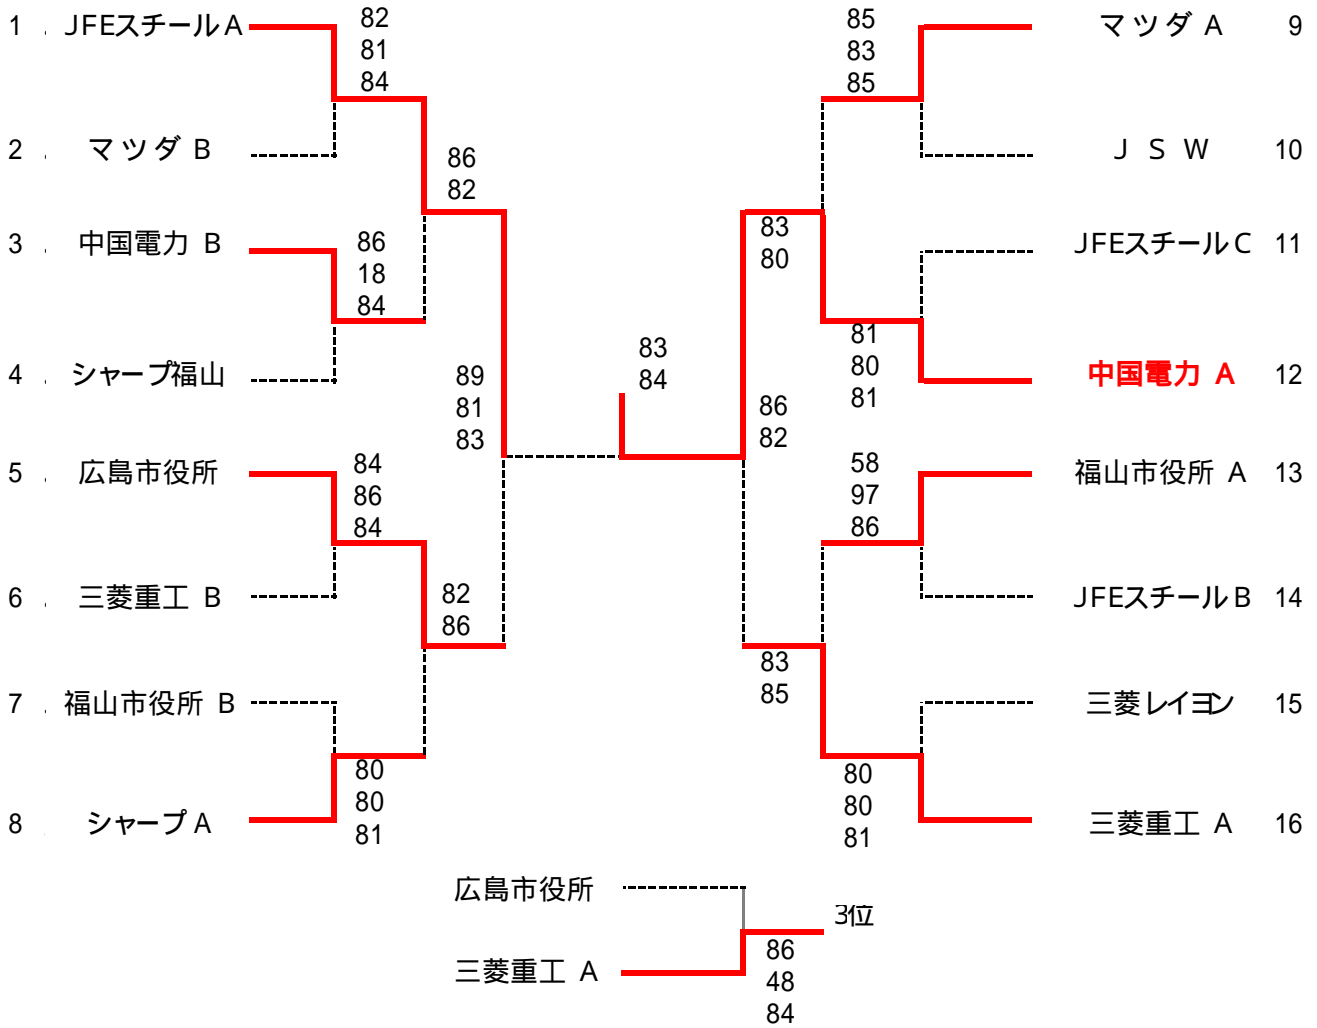 1 . JFEスチールA
82
81
84
2 . マツダ B
86
82
3 . 中国電力 B
86
18
84
4 . シャープ福山
89
81
83
5 . 広島市役所
84
86
84
6 . 三菱重工 B
82
86
7 . 福山市役所 B
80
80
81
8 . シャープA
83
84
85
83
85
マツダ A 9
J S W 10
83
80
JFEスチールC 11
81
80
81
中国電力 A 12
86
82
58
97
86
福山市役所 A 13
JFEスチールB 14
83
85
三菱レイヨン 15
80
80
81
三菱重工 A 16
広島市役所
3位
三菱重工 A
86
48
84